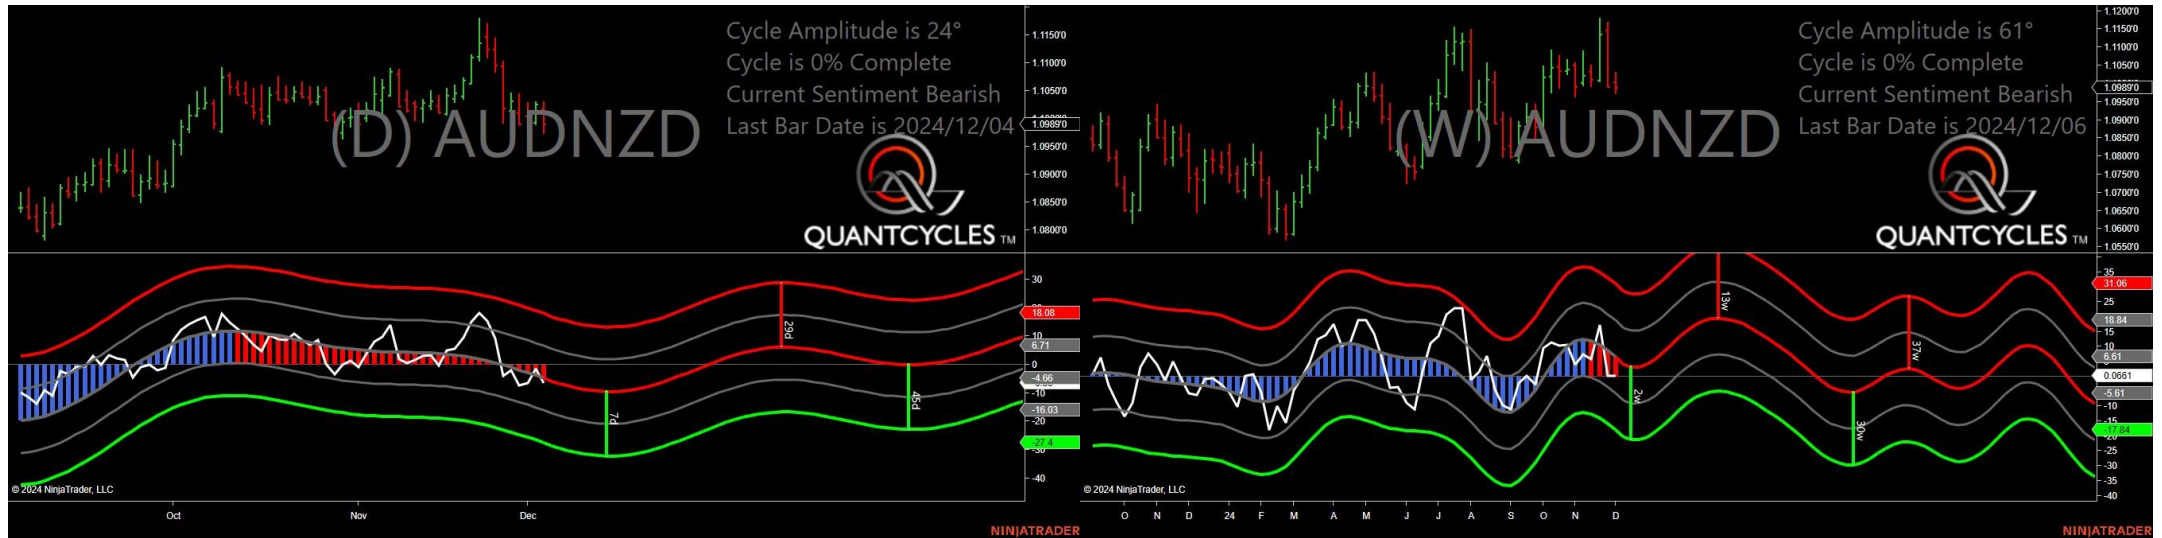 Cycle Amplitude is 24°
Cycle is 0% Complete
Current Sentiment Bearish
Last Bar Date is 2024/12/04
(D) AUDNZD
QUANTCYCLES TM
1.1150'0
1.1100'0
1.1050'0
1.0989'0
1.0950'0
1.0900'0
1.0850'0
1.0800'0
29d
7d
45d
30
18.08
10
6.71
0
-4.66
-10
-16.03
-20
-27.4
-30
-40
© 2024 NinjaTrader, LLC
Oct
Nov
Dec
NINJATRADER
Cycle Amplitude is 61°
Cycle is 0% Complete
Current Sentiment Bearish
Last Bar Date is 2024/12/06
(W) AUDNZD
QUANTCYCLES TM
1.1200'0
1.1150'0
1.1100'0
1.1050'0
1.0989'0
1.0950'0
1.0900'0
1.0850'0
1.0800'0
1.0750'0
1.0700'0
1.0650'0
1.0600'0
1.0550'0
13w
37w
2w
30w
35
31.06
25
18.84
15
10
6.61
0.0661
-5.61
-10
-17.84
-25
-30
-35
-40
© 2024 NinjaTrader, LLC
O
N
D
24
F
M
A
M
J
J
A
S
O
N
D
NINJATRADER